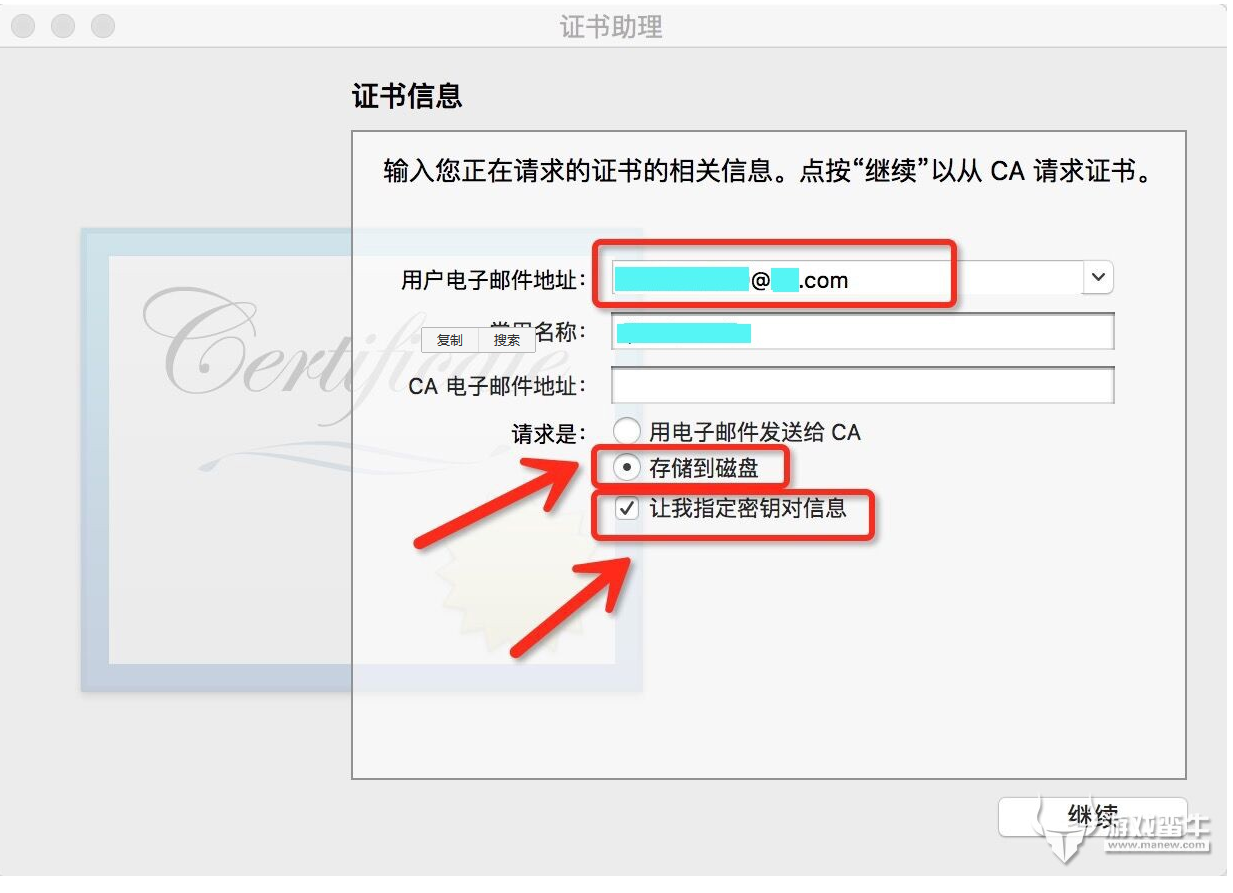 证书助理
证书信息
输入您正在请求的证书的相关信息。点按“继续”以从 CA 请求证书。
Certificate
用户电子邮件地址：
@ .com
名称：
复制 搜索
CA 电子邮件地址：
请求是：
用电子邮件发送给 CA
存储到磁盘
让我指定密钥对信息
继续
游戏蛮牛
www.manew.com